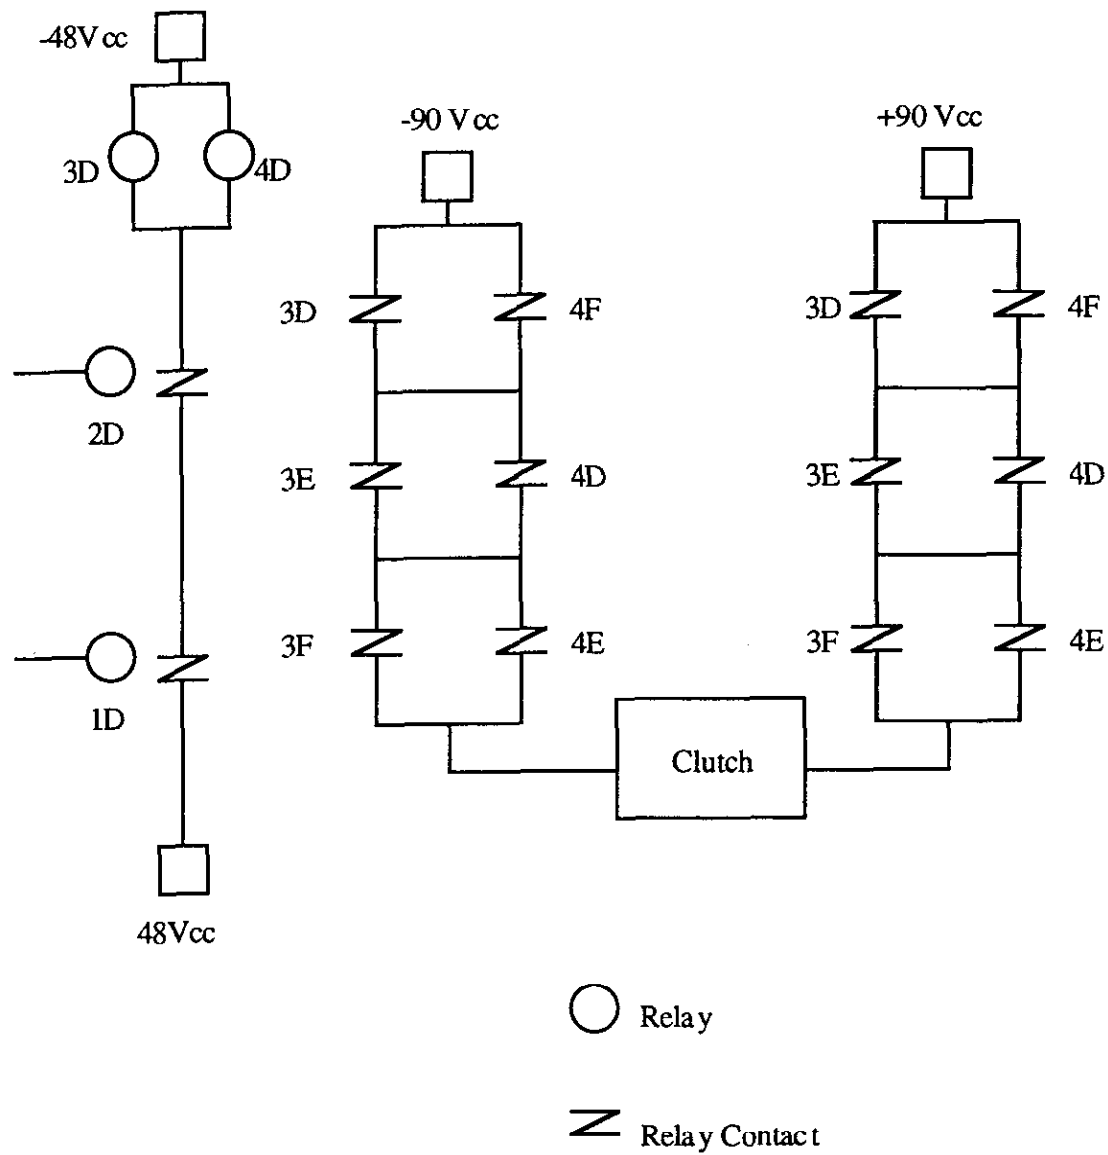 -48Vcc
-90 Vcc
+90 Vcc
3D
4D
3D
4F
3D
4F
2D
3E
4D
3E
4D
3F
4E
3F
4E
1D
Clutch
48Vcc
Relay
Relay Contact